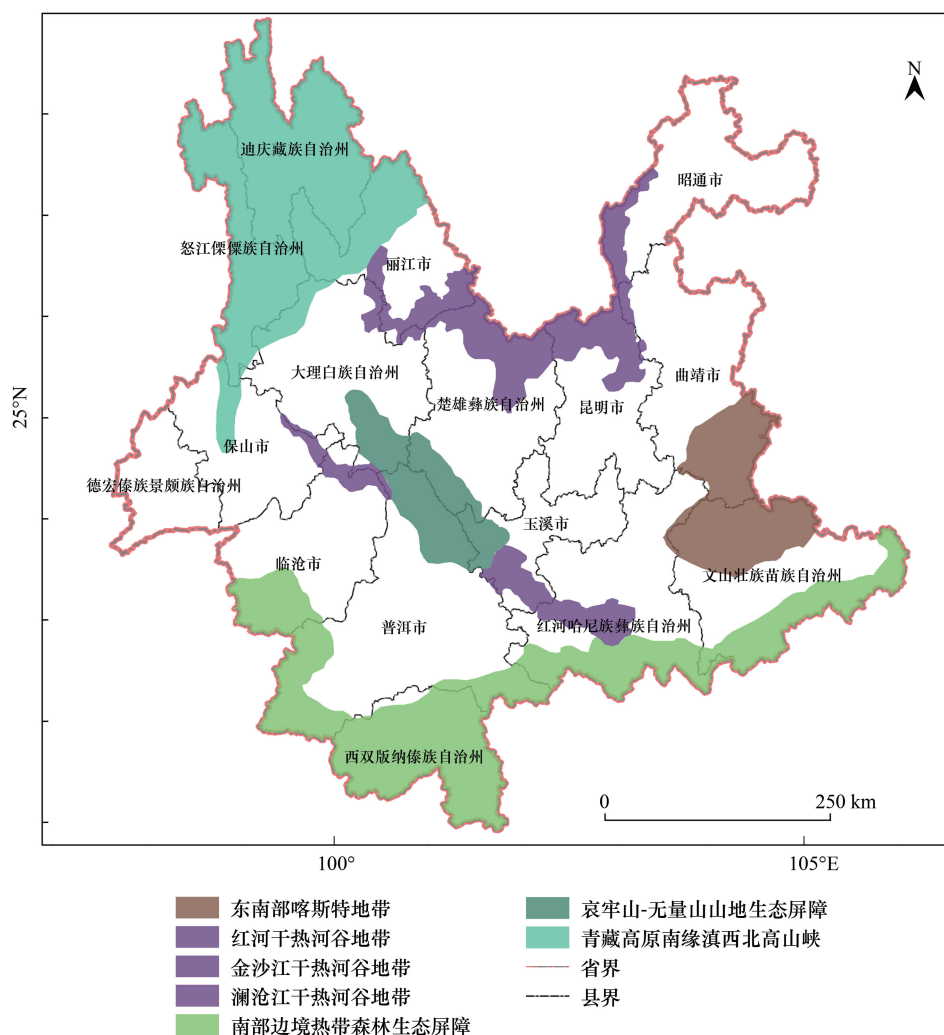 N
迪庆藏族自治州
昭通市
怒江傈僳族自治州
丽江市
大理白族自治州
曲靖市
楚雄彝族自治州
昆明市
25°N
保山市
德宏傣族景颇族自治州
玉溪市
临沧市
文山壮族苗族自治州
普洱市
红河哈尼族彝族自治州
西双版纳傣族自治州
0
250 km
100°
105°E
东南部喀斯特地带
红河干热河谷地带
金沙江干热河谷地带
澜沧江干热河谷地带
南部边境热带森林生态屏障
哀牢山-无量山山地生态屏障
青藏高原南缘滇西北高山峡
省界
县界